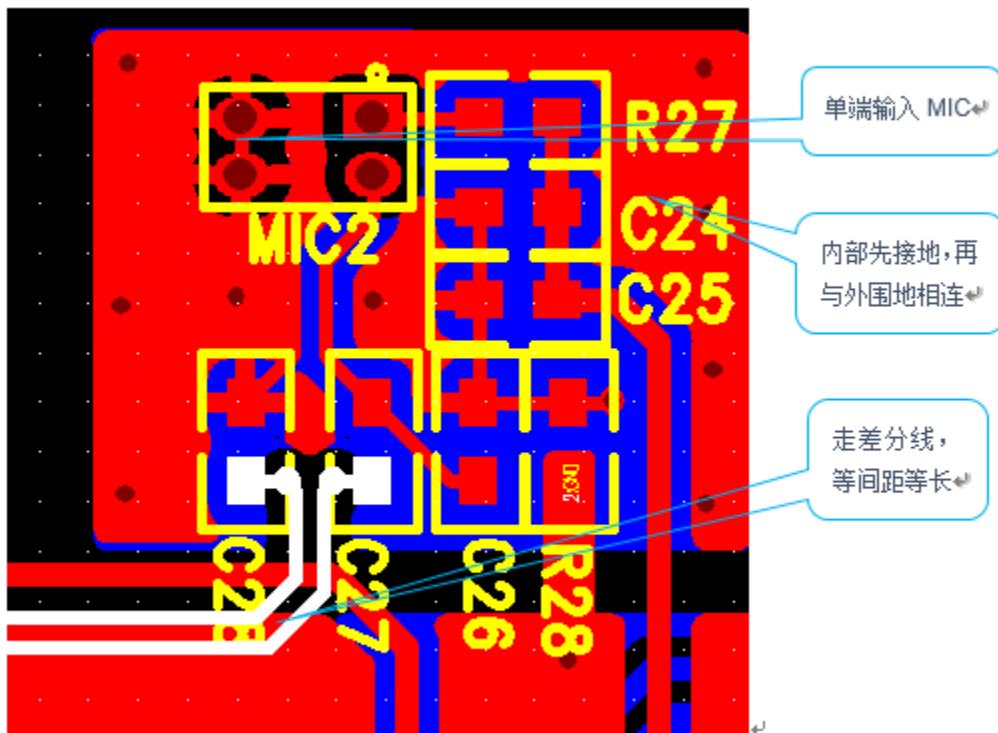 单端输入 MIC
R27
MIC2
C24
内部先接地，再
与外围地相连
C25
走差分线，
等间距等长
2XGND
C28
C27
C26
R28